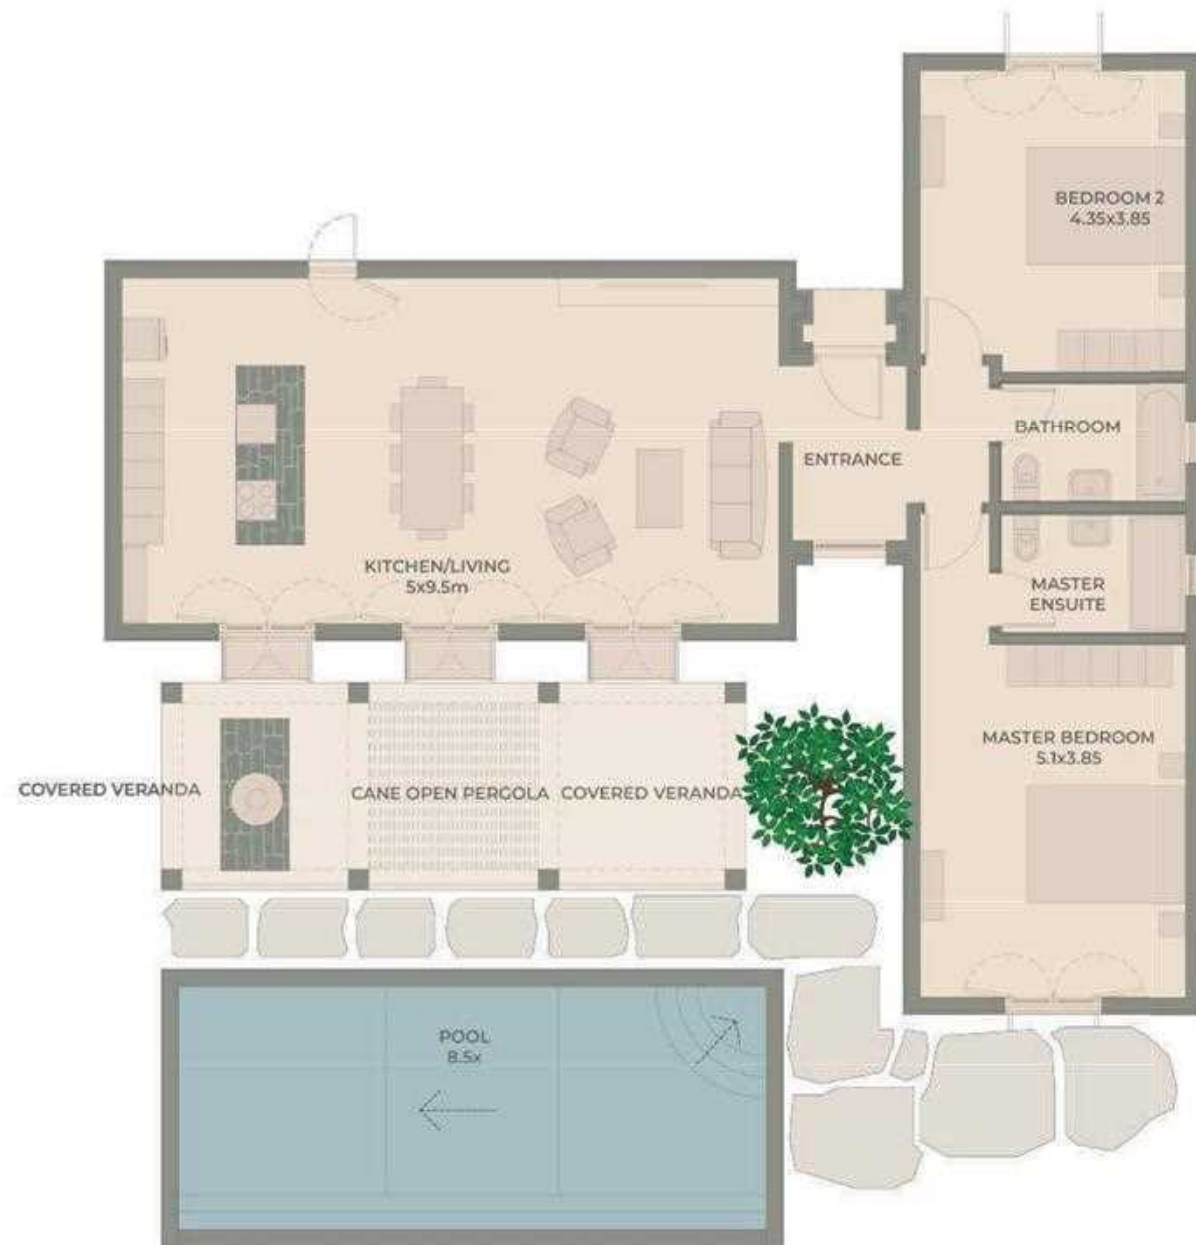 BEDROOM 2
4.35x3.85
BATHROOM
ENTRANCE
KITCHEN/LIVING
5x9.5m
MASTER
ENSUITE
MASTER BEDROOM
5.1x3.85
COVERED VERANDA
CANE OPEN PERGOLA
COVERED VERANDA
POOL
8.5x